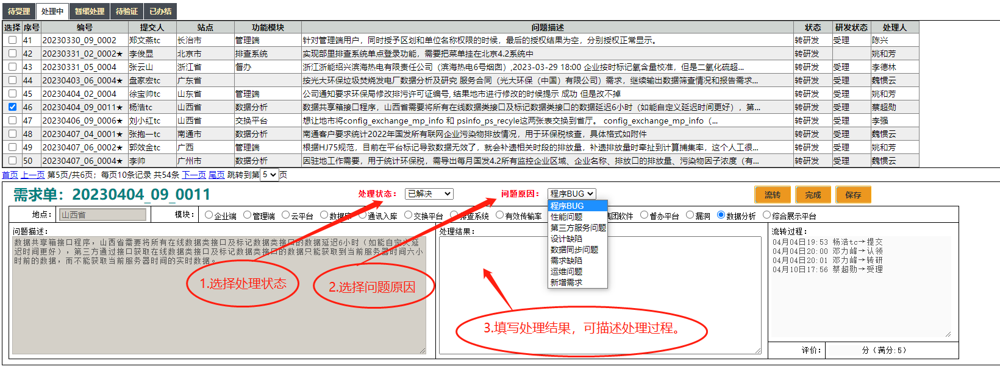 待受理 处理中 暂缓处理 待验证 已办结
选择 序号 编号 提交人 站点 功能模块 问题描述 状态 研发状态 处理人
41 20230330_09_0002 郑文燕tc 长治市 管理端 针对管理端用户，同时授予区划和单位名称权限的时候，最后的授权结果为空，分别授权正常显示。 转研发 受理 陈兴
42 20230331_02_0002★ 李俊显 北京市 排查系统 实现部里排查系统单点登录功能，需要把菜单挂在北京4.2系统中 转研发 姚和芳
43 20230331_05_0004 张云山 浙江省 督办 浙江浙能绍兴滨海热电有限责任公司（滨海热电6号烟囱）,2023-03-29 18:00 企业按时标记氧含量校准，但是二氧化硫超... 转研发 受理 李德林
44 20230403_06_0004★ 盘家宏tc 广东省 按光大环保垃圾焚烧发电厂数据分析及研究 服务合同（光大环保（中国）有限公司）需求，继续输出数据筛查情况和报告需求... 转研发 受理 魏惯云
45 20230404_02_0004 徐宝帅tc 山东省 管理端 公司通知要求环保局修改排污许可证编号, 结果地市进行修改的时候提示 成功 但是改不掉 转研发 受理 姚和芳
46 20230404_09_0011★ 杨浩tc 山西省 数据分析 数据共享箱接口程序，山西省需要将所有在线数据类接口及标记数据类接口的数据延迟6小时（如能自定义延迟时间更好），第... 转研发 受理 蔡超勋
47 20230406_09_0006★ 刘小红tc 山西省 交换平台 想让地市将config_exchange_mp_info 和 psinfo_ps_recyle这两张表交换到省厅。 config_exchange_mp_info（... 转研发 受理 李强
48 20230407_04_0001★ 张抱一tc 南通市 数据分析 南通客户要求统计2022年国发所有联网企业污染物排放情况，用于环保税核查，具体格式如附件 转研发 受理 魏惯云
49 20230407_06_0002★ 郭效金tc 广西 管理端 根据HJ75规范，目前在平台标记导致数据无效了，就会补遗相关时段的排放量，补遗排放量时牵扯到计算捕集率，这个人工很... 转研发 受理 姚和芳
50 20230407_06_0004★ 李帅 广州市 数据分析 因驻地工作需要，用于统计环保税，需导出每月国发4.2所有监控企业区域、企业名称、排放口的排放量、污染物因子浓度（有... 转研发 受理 魏惯云
首页 上一页 第5页/共6页；每页10条记录 共54条 下一页 尾页 跳转到第 5 页
需求单：20230404_09_0011 处理状态： 已解决 问题原因： 程序BUG 流转 完成 保存
地点： 山西省 模块： 企业端 管理端 云平台 数据 通讯入库 交换平台 排查系统 有效传输率 集团软件 督办平台 漏洞 数据分析 综合展示平台
程序BUG
性能问题
第三方服务问题
设计缺陷
数据同步问题
需求缺陷
运维问题
新增需求
问题描述：
数据共享箱接口程序，山西省需要将所有在线数据类接口及标记数据类接口的数据延迟6小时（如能自定义延
迟时间更好），第三方通过接口获取在线数据类接口及标记数据类接口的数据只能获取到当前服务器时间六小
时前的数据，而不能获取当前服务器时间的实时数据。
处理结果：
流转过程：
04月04日19:53 杨浩tc→提交
04月04日20:00 邓力峰→认领
04月04日20:01 邓力峰→转研
04月10日17:56 蔡超勋→受理
1.选择处理状态
2.选择问题原因
3.填写处理结果，可描述处理过程。
评价： 分（满分:5）